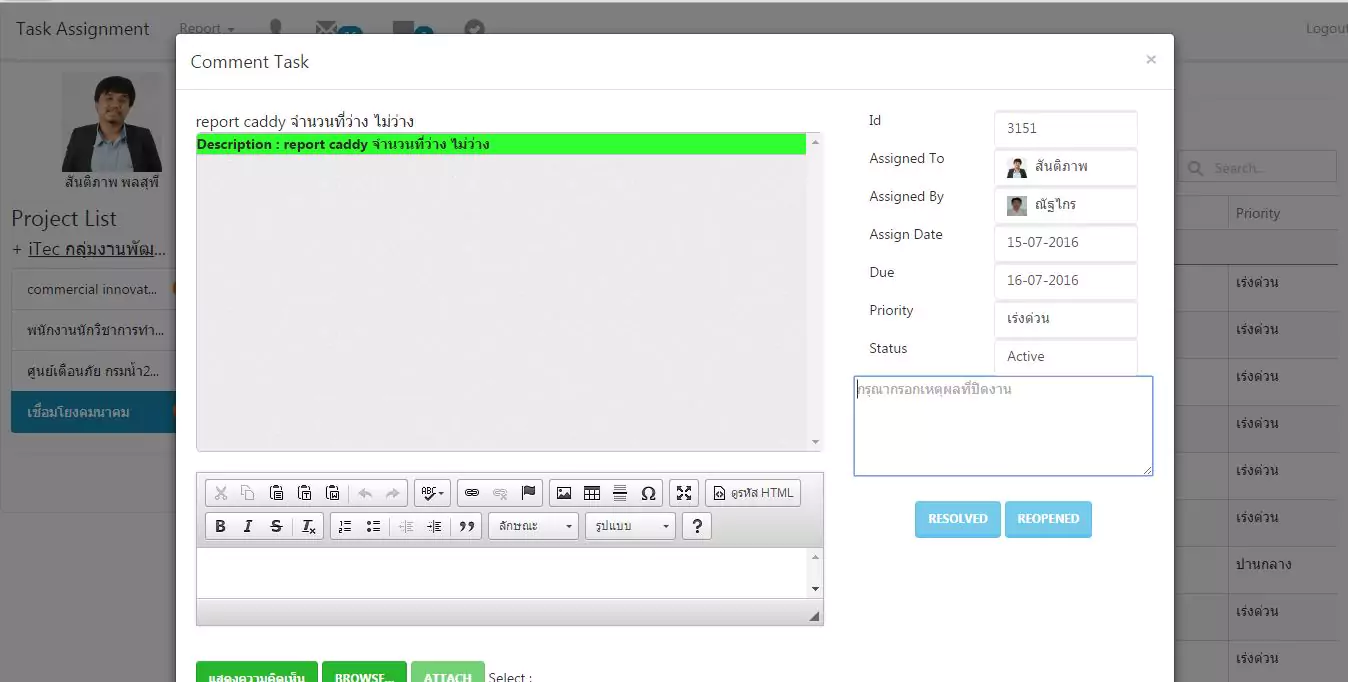 Task Assignment
Report
Logout
Comment Task
×
สันติภาพ พลสุพี
Project List
+ iTec กลุ่มงานพัฒ...
commercial innovat...
พนักงานนักวิชาการทำ...
ศูนย์เตือนภัย กรมน้ำ2...
เชื่อมโยงคมนาคม
report caddy จำนวนที่ว่าง ไม่ว่าง
Description : report caddy จำนวนที่ว่าง ไม่ว่าง
Id
3151
Assigned To
สันติภาพ
Assigned By
ณัฐไกร
Assign Date
15-07-2016
Due
16-07-2016
Priority
เร่งด่วน
Status
Active
กรุณากรอกเหตุผลที่ปิดงาน
RESOLVED
REOPENED
ABC
Ω
ดูรหัส HTML
B I S Tx
ลักษณะ
รูปแบบ
?
แสดงความคิดเห็น
BROWSE...
ATTACH
Select :
Search...
Priority
เร่งด่วน
เร่งด่วน
เร่งด่วน
เร่งด่วน
เร่งด่วน
เร่งด่วน
ปานกลาง
เร่งด่วน
เร่งด่วน